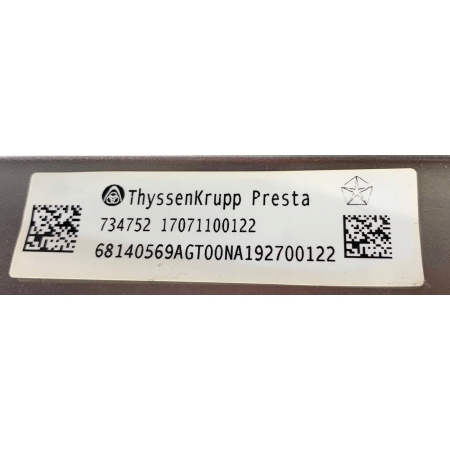 ThyssenKrupp Presta
734752 17071100122
68140569AGT00NA192700122